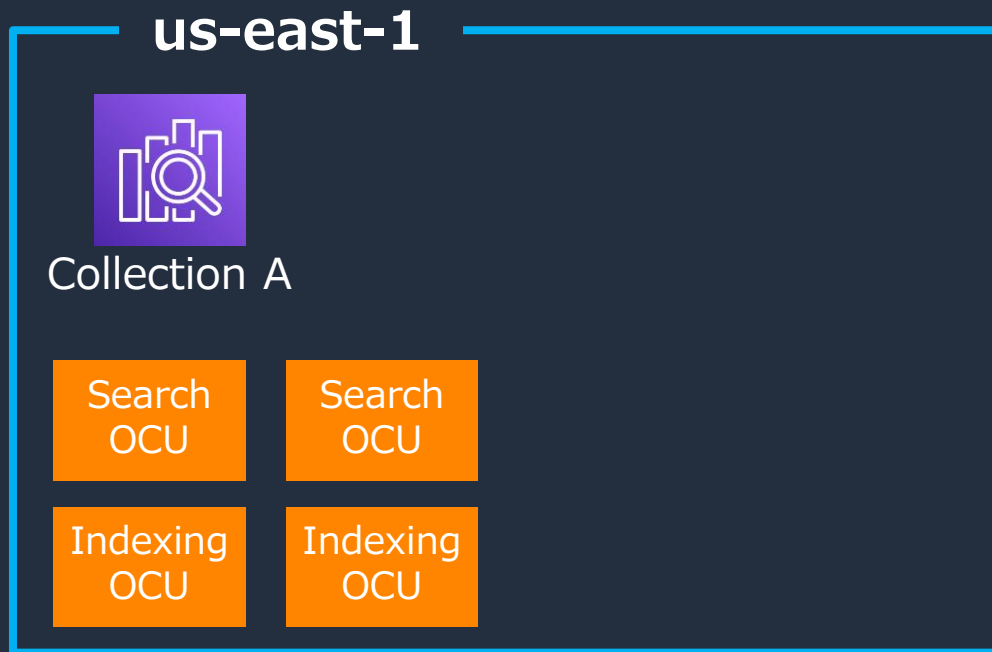 us-east-1
Collection A
Search
OCU
Search
OCU
Indexing
OCU
Indexing
OCU